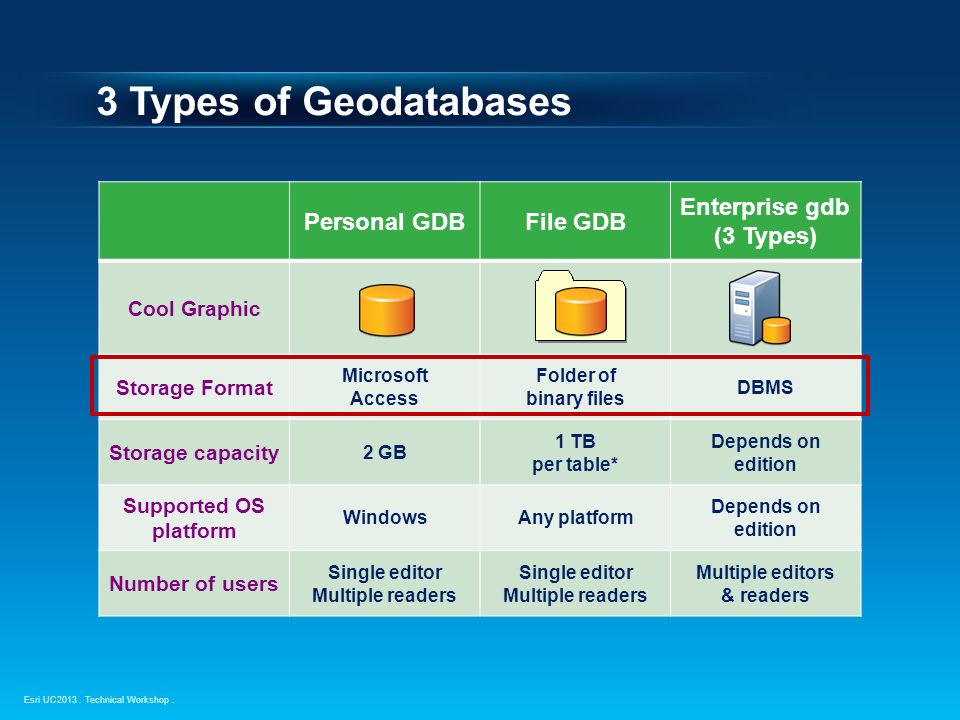 3 Types of Geodatabases
Personal GDB
File GDB
Enterprise gdb
(3 Types)
Cool Graphic
Storage Format
Microsoft
Access
Folder of
binary files
DBMS
Storage capacity
2 GB
1 TB
per table*
Depends on
edition
Supported OS
platform
Windows
Any platform
Depends on
edition
Number of users
Single editor
Multiple readers
Single editor
Multiple readers
Multiple editors
& readers
Esri UC2013 . Technical Workshop .